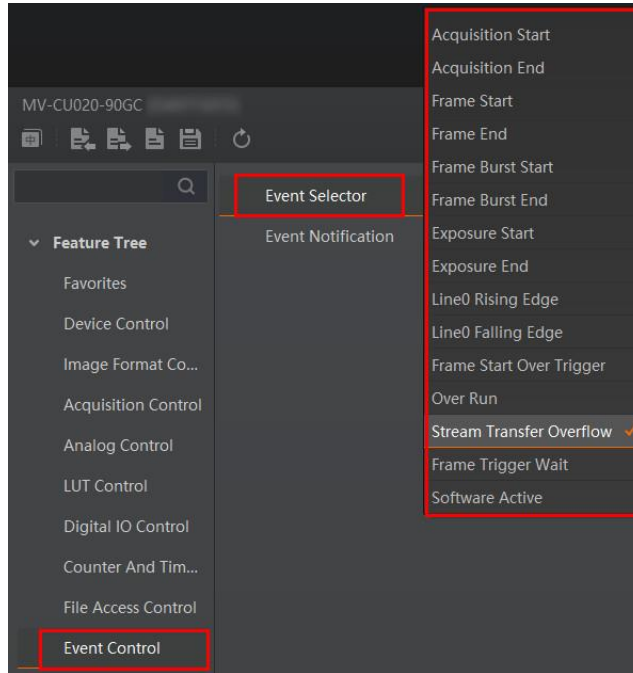 MV-CU020-90GC
中
Feature Tree
Favorites
Device Control
Image Format Co...
Acquisition Control
Analog Control
LUT Control
Digital IO Control
Counter And Tim...
File Access Control
Event Control
Event Selector
Event Notification
Acquisition Start
Acquisition End
Frame Start
Frame End
Frame Burst Start
Frame Burst End
Exposure Start
Exposure End
Line0 Rising Edge
Line0 Falling Edge
Frame Start Over Trigger
Over Run
Stream Transfer Overflow
Frame Trigger Wait
Software Active